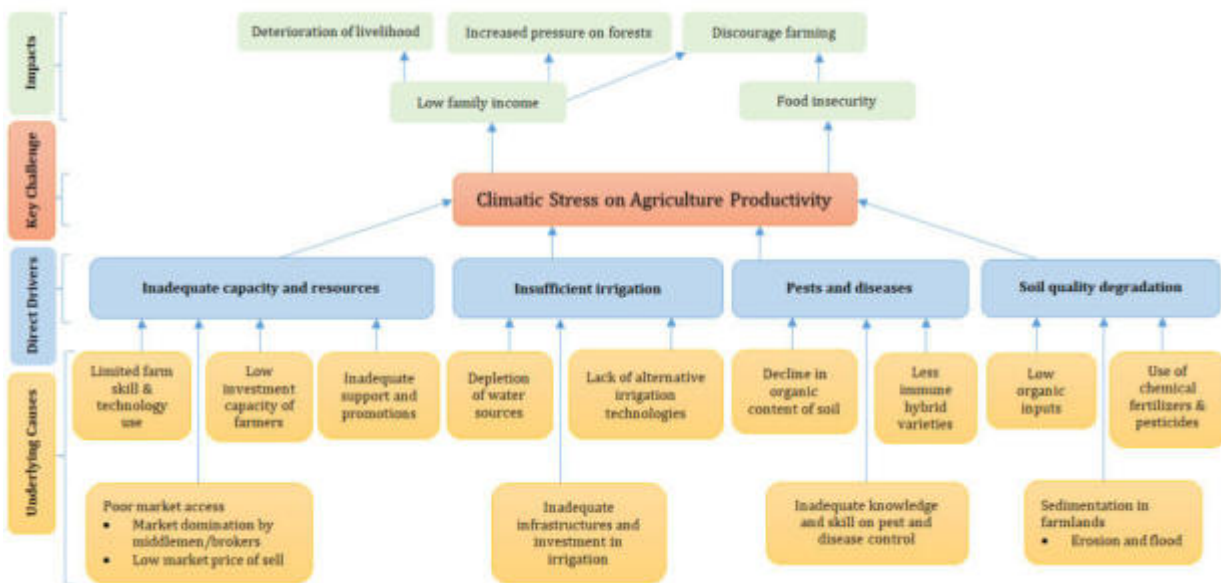 Impacts
Deterioration of livelihood
Increased pressure on forests
Discourage farming
Low family income
Food insecurity
Key Challenge
Climatic Stress on Agriculture Productivity
Direct Drivers
Inadequate capacity and resources
Insufficient irrigation
Pests and diseases
Soil quality degradation
Underlying Causes
Limited farm
skill &
technology
use
Low
investment
capacity of
farmers
Inadequate
support and
promotions
Depletion
of water
sources
Lack of alternative
irrigation
technologies
Decline in
organic
content of soil
Less
immune
hybrid
varieties
Low
organic
inputs
Use of
chemical
fertilizers &
pesticides
Poor market access
• Market domination by
middlemen/brokers
• Low market price of sell
Inadequate
infrastructures and
investment in
irrigation
Inadequate knowledge
and skill on pest and
disease control
Sedimentation in
farmlands
• Erosion and flood